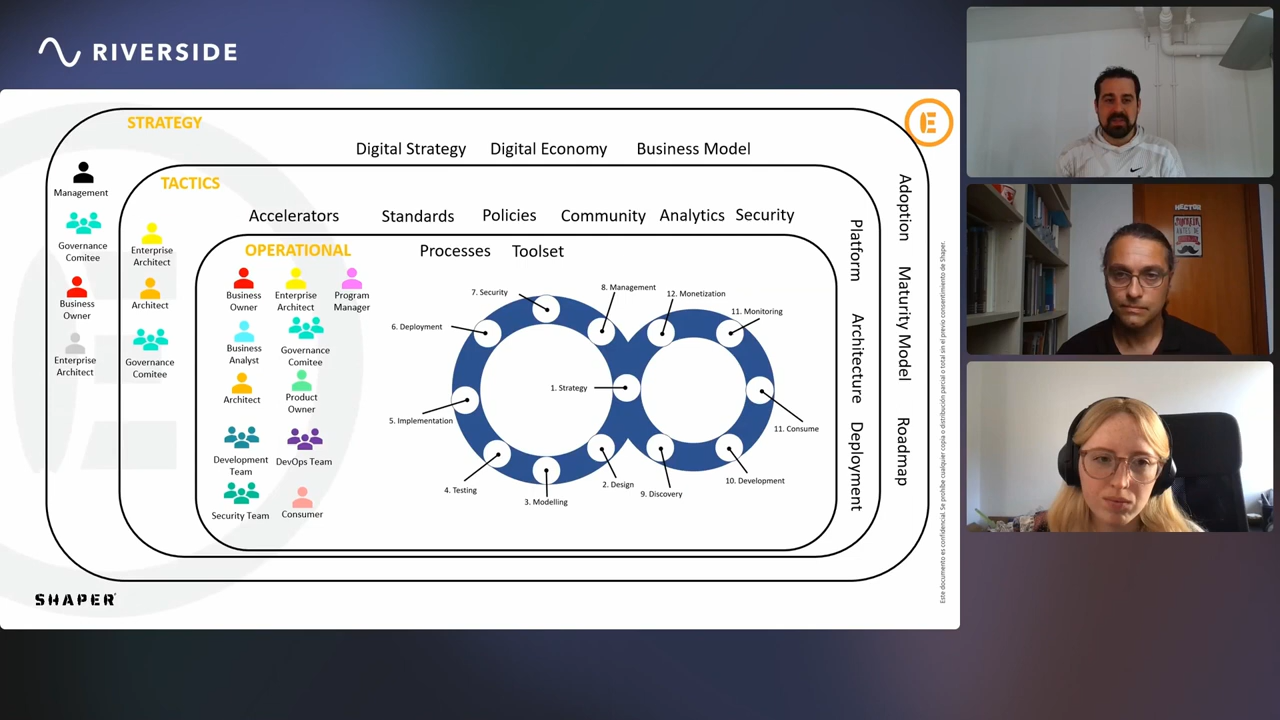 RIVERSIDE
STRATEGY
Digital Strategy
Digital Economy
Business Model
Management
Governance
Comitee
Business
Owner
Enterprise
Architect
TACTICS
Accelerators
Standards
Policies
Community
Analytics
Security
Enterprise
Architect
Architect
Governance
Comitee
OPERATIONAL
Processes
Toolset
Business
Owner
Enterprise
Architect
Program
Manager
Business
Analyst
Governance
Comitee
Architect
Product
Owner
Development
Team
DevOps Team
Security Team
Consumer
7. Security
8. Management
12. Monetization
11. Monitoring
6. Deployment
1. Strategy
5. Implementation
11. Consume
4. Testing
3. Modelling
2. Design
9. Discovery
10. Development
Platform
Architecture
Deployment
Adoption
Maturity Model
Roadmap
Este documento es confidencial. Se prohíbe cualquier copia o distribución parcial o total sin el previo consentimiento de Shaper.
SHAPER
HECTOR